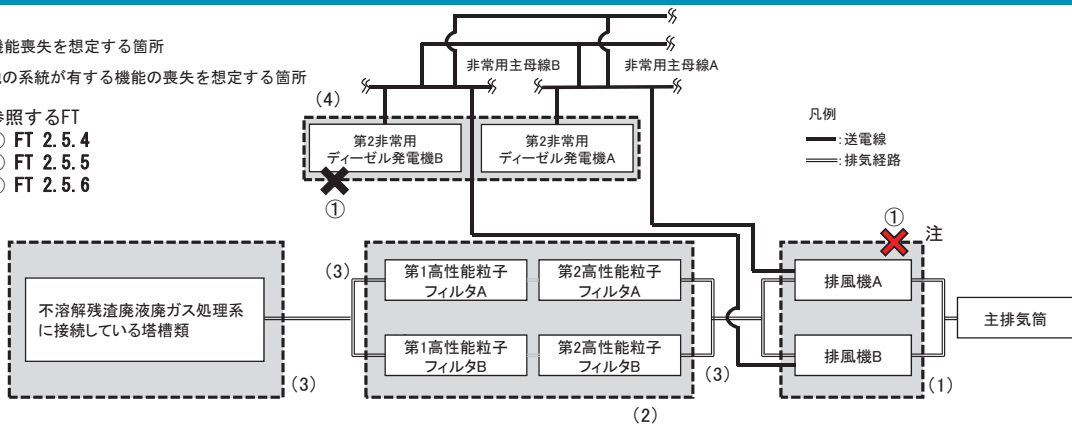 機能喪失を想定する箇所
の系統が有する機能の喪失を想定する箇所
参照するFT
) FT 2.5.4
) FT 2.5.5
) FT 2.5.6
非常用主母線B
非常用主母線A
(4)
第2非常用
ディーゼル発電機B
第2非常用
ディーゼル発電機A
①
凡例
:送電線
:排気経路
① 注
不溶解残渣廃液廃ガス処理系
に接続している塔槽類
(3)
(3)
第1高性能粒子
フィルタA
第2高性能粒子
フィルタA
第1高性能粒子
フィルタB
第2高性能粒子
フィルタB
(3)
(2)
排風機A
排風機B
(1)
主排気筒